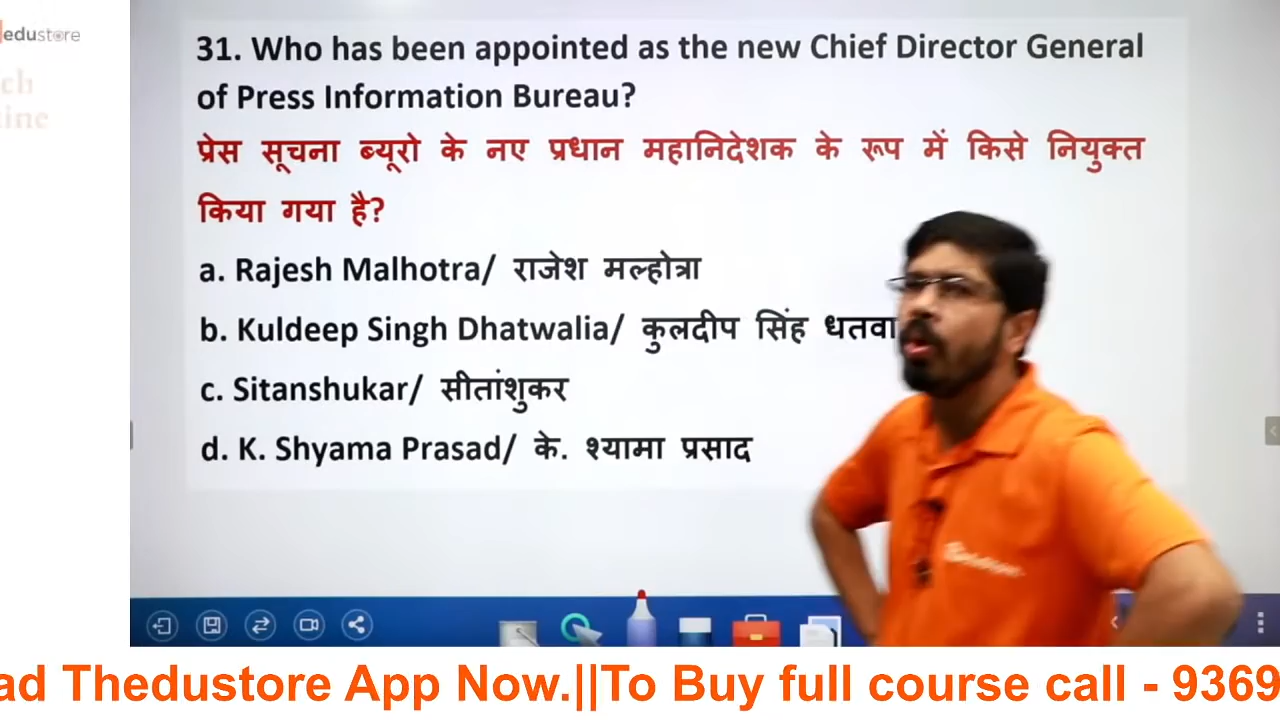 edustore
ch
ine
31. Who has been appointed as the new Chief Director General
of Press Information Bureau?
प्रेस सूचना ब्यूरो के नए प्रधान महानिदेशक के रूप में किसे नियुक्त
किया गया है?
a. Rajesh Malhotra/ राजेश मल्होत्रा
b. Kuldeep Singh Dhatwalia/ कुलदीप सिंह धतवा
c. Sitanshukar/ सीतांशुकर
d. K. Shyama Prasad/ के. श्यामा प्रसाद
ad Thedustore App Now.||To Buy full course call - 9369